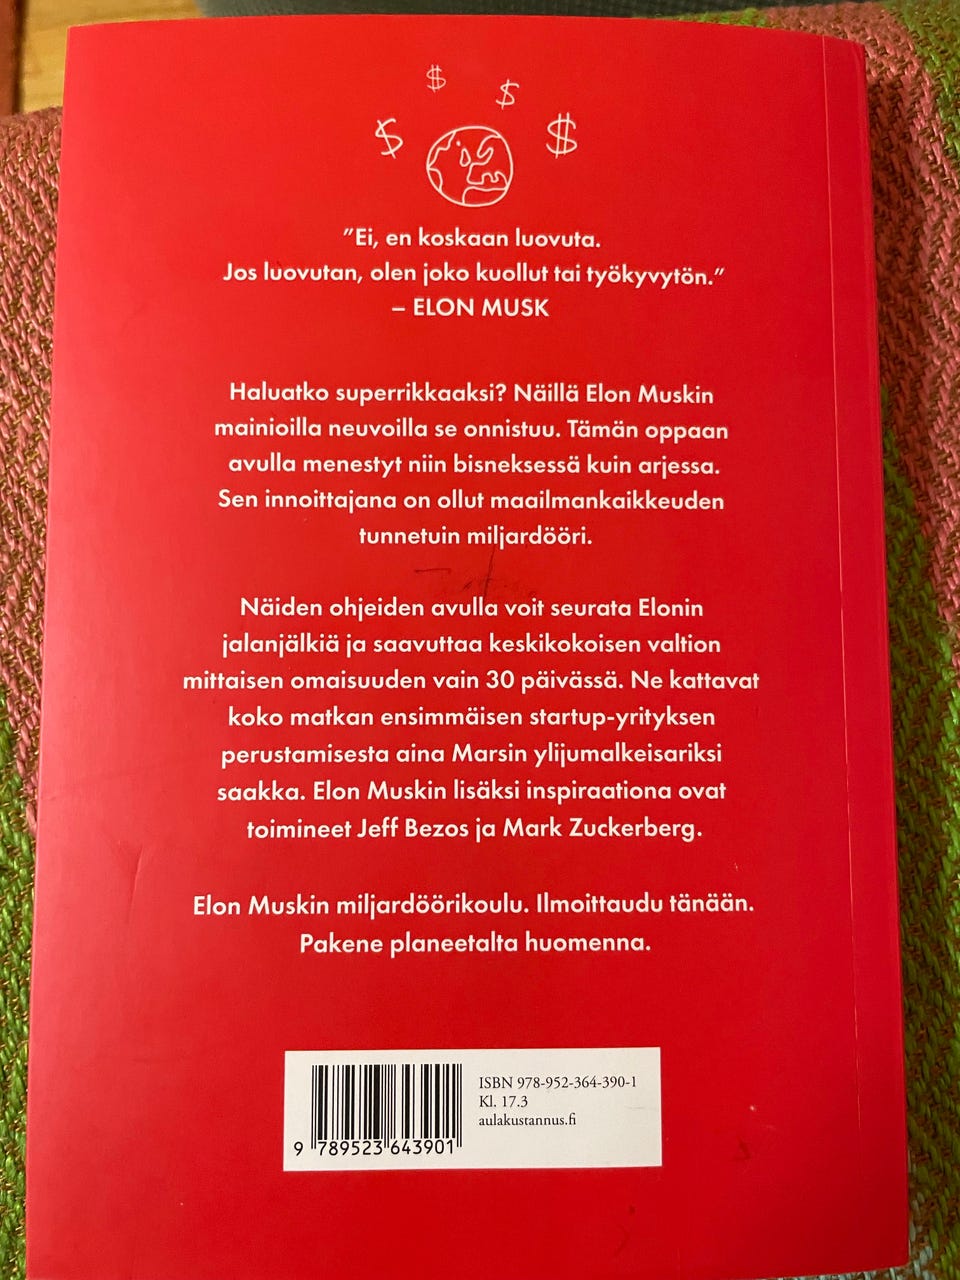 $ $
$ $
"Ei, en koskaan luovuta.
Jos luovutan, olen joko kuollut tai työkyvytön."
– ELON MUSK
Haluatko superrikkaaksi? Näillä Elon Muskin
mainioilla neuvoilla se onnistuu. Tämän oppaan
avulla menestyt niin bisneksessä kuin arjessa.
Sen innoittajana on ollut maailmankaikkeuden
tunnetuin miljardööri.
Näiden ohjeiden avulla voit seurata Elonin
jalanjälkiä ja saavuttaa keskikokoisen valtion
mittaisen omaisuuden vain 30 päivässä. Ne kattavat
koko matkan ensimmäisen startup-yrityksen
perustamisesta aina Marsin ylijumalkeisariksi
saakka. Elon Muskin lisäksi inspiraationa ovat
toimineet Jeff Bezos ja Mark Zuckerberg.
Elon Muskin miljardöörikoulu. Ilmoittaudu tänään.
Pakene planeetalta huomenna.
ISBN 978-952-364-390-1
Kl. 17.3
aulakustannus.fi
9 789523 643901